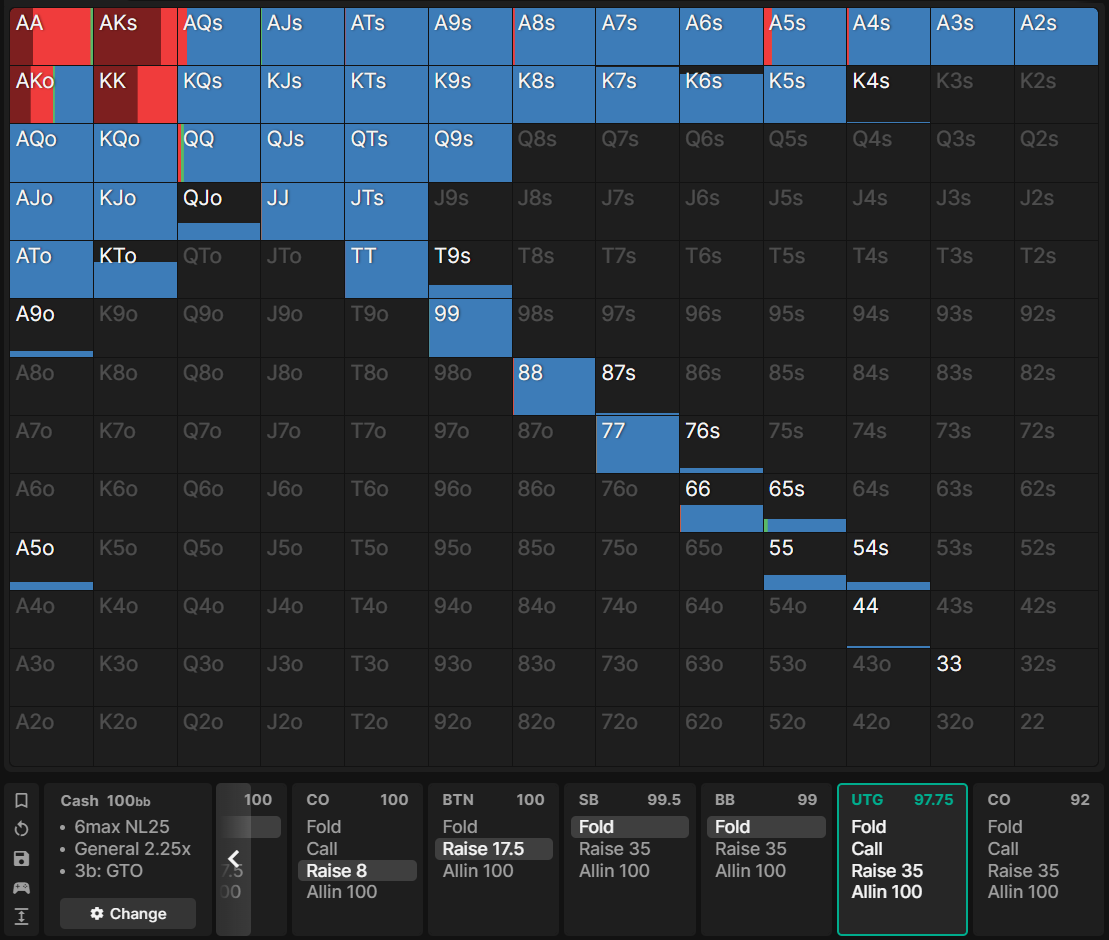 AA AKs AQs AJs ATs A9s A8s A7s A6s A5s A4s A3s A2s
AKo KK KQs KJs KTs K9s K8s K7s K6s K5s K4s K3s K2s
AQo KQo QQ QJs QTs Q9s Q8s Q7s Q6s Q5s Q4s Q3s Q2s
AJo KJo QJo JJ JTs J9s J8s J7s J6s J5s J4s J3s J2s
ATo KTo QTo JTo TT T9s T8s T7s T6s T5s T4s T3s T2s
A9o K9o Q9o J9o T9o 99 98s 97s 96s 95s 94s 93s 92s
A8o K8o Q8o J8o T8o 98o 88 87s 86s 85s 84s 83s 82s
A7o K7o Q7o J7o T7o 97o 87o 77 76s 75s 74s 73s 72s
A6o K6o Q6o J6o T6o 96o 86o 76o 66 65s 64s 63s 62s
A5o K5o Q5o J5o T5o 95o 85o 75o 65o 55 54s 53s 52s
A4o K4o Q4o J4o T4o 94o 84o 74o 64o 54o 44 43s 42s
A3o K3o Q3o J3o T3o 93o 83o 73o 63o 53o 43o 33 32s
A2o K2o Q2o J2o T2o 92o 82o 72o 62o 52o 42o 32o 22
Cash 100bb
• 6max NL25
• General 2.25x
• 3b: GTO
Change
100
7.5
00
CO 100
Fold
Call
Raise 8
Allin 100
BTN 100
Fold
Raise 17.5
Allin 100
SB 99.5
Fold
Raise 35
Allin 100
BB 99
Fold
Raise 35
Allin 100
UTG 97.75
Fold
Call
Raise 35
Allin 100
CO 92
Fold
Call
Raise 35
Allin 100